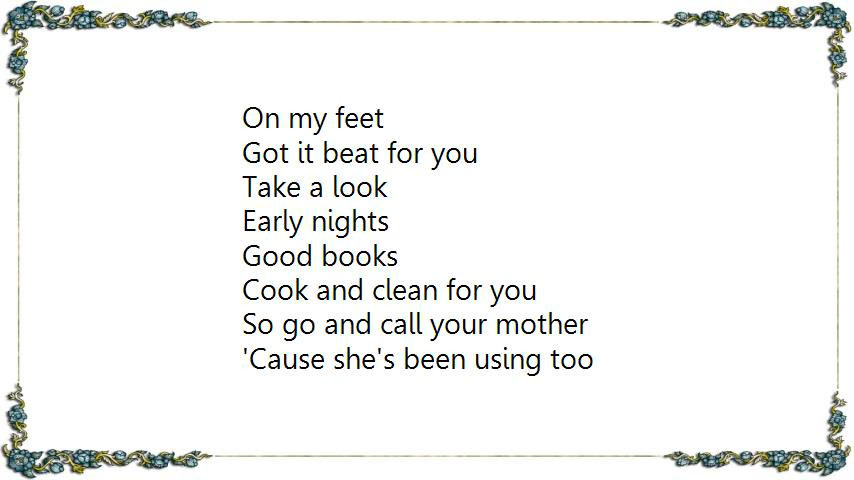 On my feet
Got it beat for you
Take a look
Early nights
Good books
Cook and clean for you
So go and call your mother
'Cause she's been using too